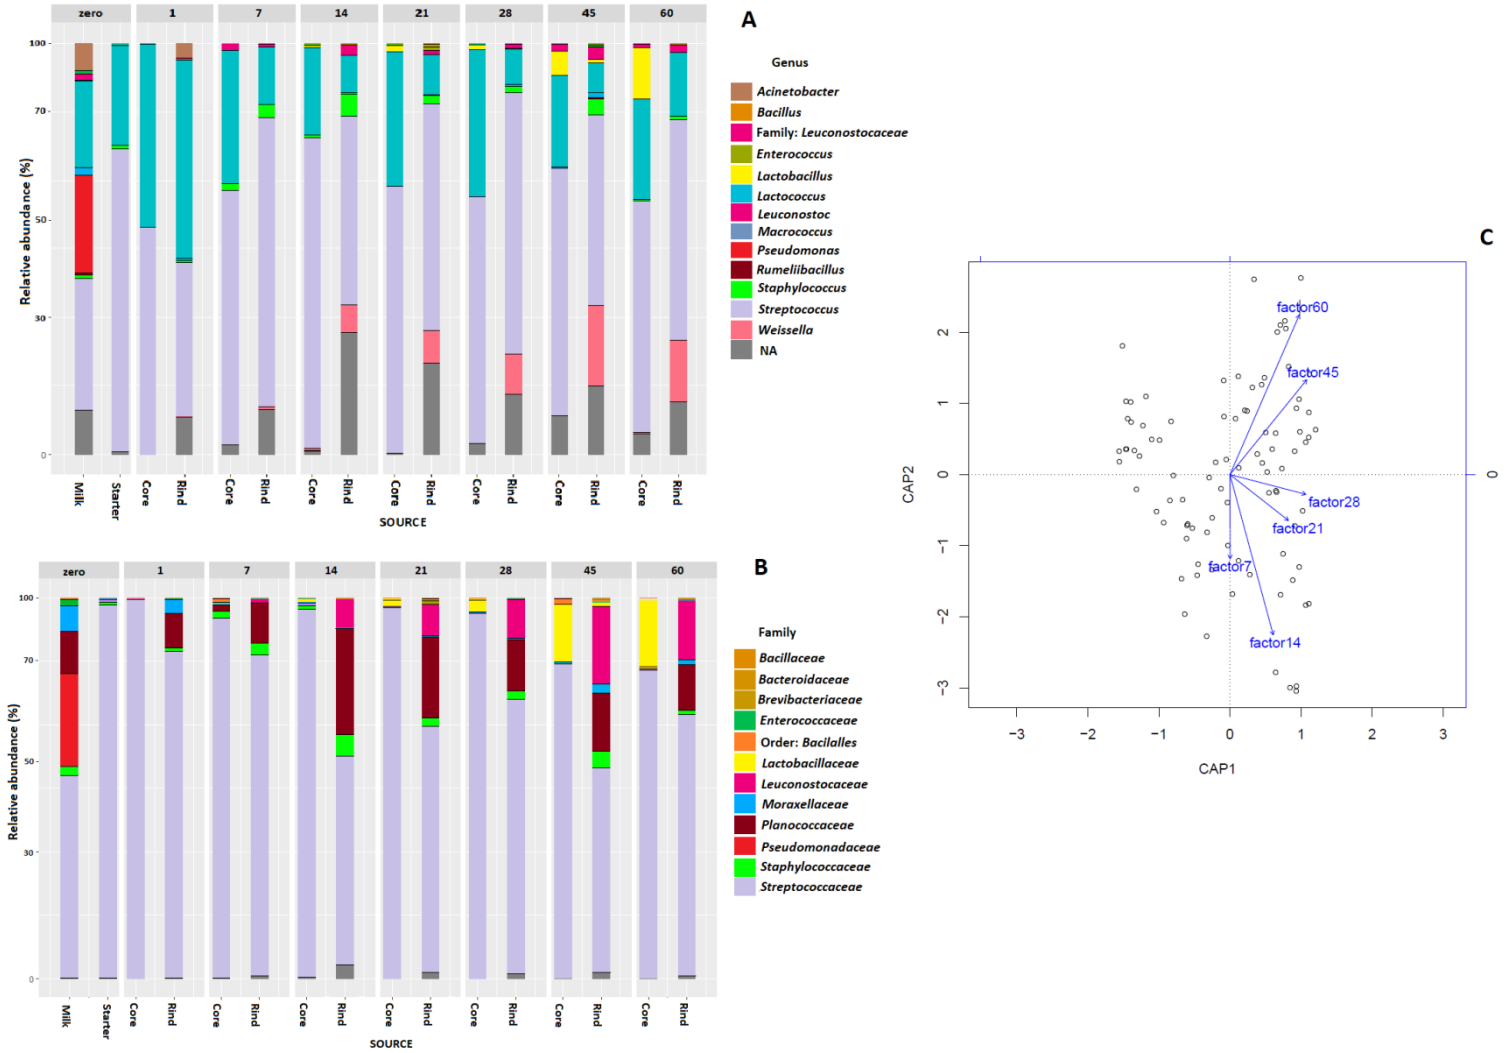 A
zero 1 7 14 21 28 45 60
100
70
50
30
0
Relative abundance (%)
Milk Starter Core Rind Core Rind Core Rind Core Rind Core Rind Core Rind Core Rind
SOURCE
Genus
Acinetobacter
Bacillus
Family: Leuconostocaceae
Enterococcus
Lactobacillus
Lactococcus
Leuconostoc
Macrococcus
Pseudomonas
Rumeliibacillus
Staphylococcus
Streptococcus
Weissella
NA
B
zero 1 7 14 21 28 45 60
100
70
50
30
0
Relative abundance (%)
Milk Starter Core Rind Core Rind Core Rind Core Rind Core Rind Core Rind Core Rind
SOURCE
Family
Bacillaceae
Bacteroidaceae
Brevibacteriaceae
Enterococcaceae
Order: Bacilalles
Lactobacillaceae
Leuconostocaceae
Moraxellaceae
Planococcaceae
Pseudomonadaceae
Staphylococcaceae
Streptococcaceae
C
factor60
factor45
factor28
factor21
factor7
factor14
2
1
0
−1
−2
−3
CAP2
0
−3 −2 −1 0 1 2 3
CAP1